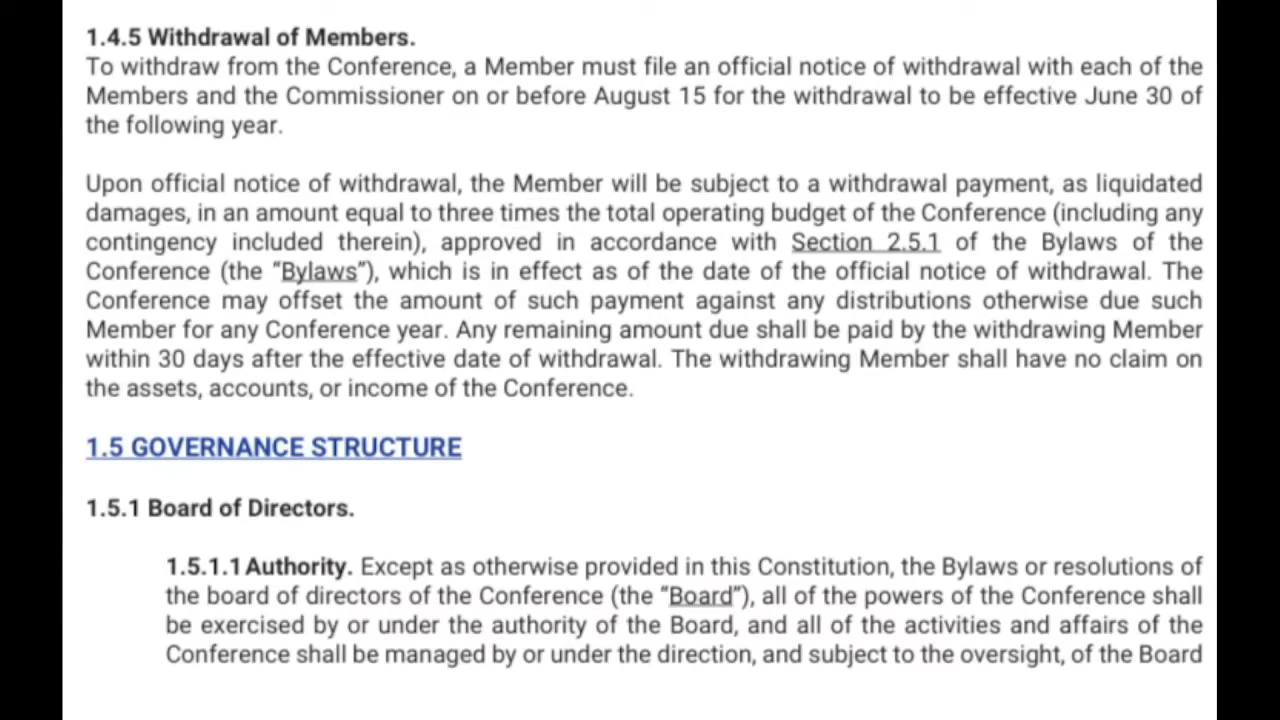 1.4.5 Withdrawal of Members.
To withdraw from the Conference, a Member must file an official notice of withdrawal with each of the
Members and the Commissioner on or before August 15 for the withdrawal to be effective June 30 of
the following year.
Upon official notice of withdrawal, the Member will be subject to a withdrawal payment, as liquidated
damages, in an amount equal to three times the total operating budget of the Conference (including any
contingency included therein), approved in accordance with Section 2.5.1 of the Bylaws of the
Conference (the “Bylaws”), which is in effect as of the date of the official notice of withdrawal. The
Conference may offset the amount of such payment against any distributions otherwise due such
Member for any Conference year. Any remaining amount due shall be paid by the withdrawing Member
within 30 days after the effective date of withdrawal. The withdrawing Member shall have no claim on
the assets, accounts, or income of the Conference.
1.5 GOVERNANCE STRUCTURE
1.5.1 Board of Directors.
1.5.1.1 Authority. Except as otherwise provided in this Constitution, the Bylaws or resolutions of
the board of directors of the Conference (the “Board”), all of the powers of the Conference shall
be exercised by or under the authority of the Board, and all of the activities and affairs of the
Conference shall be managed by or under the direction, and subject to the oversight, of the Board